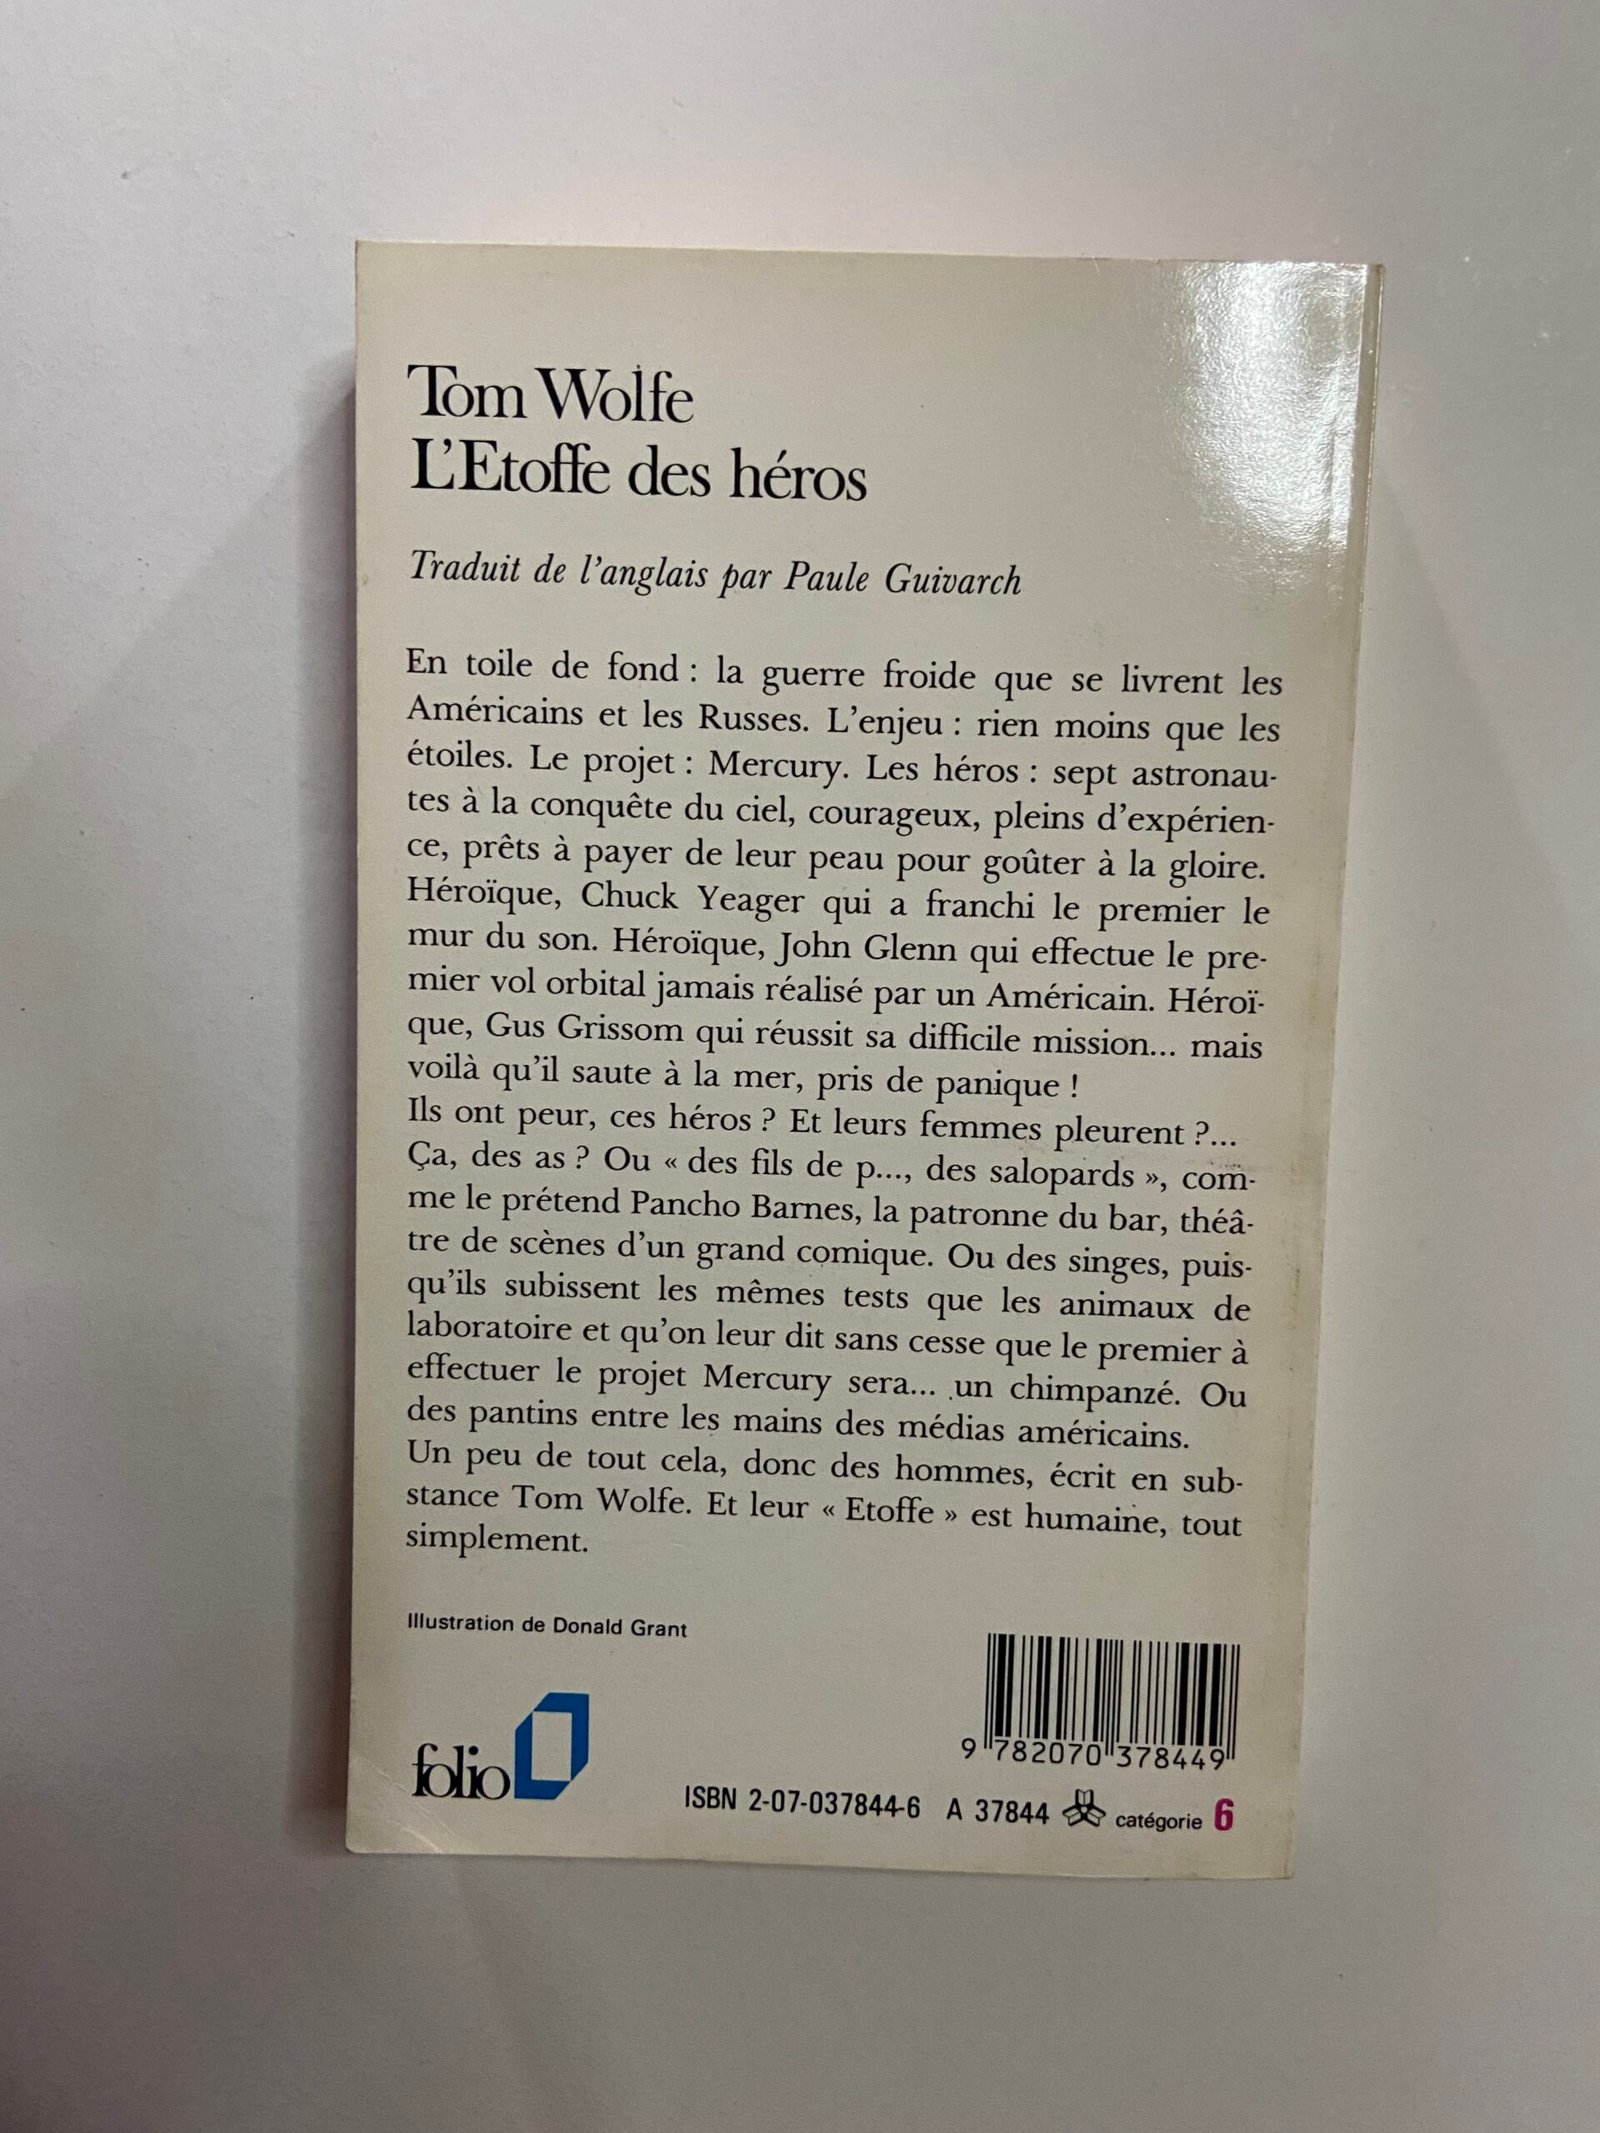 Tom Wolfe
L'Etoffe des héros
Traduit de l'anglais par Paule Guivarch
En toile de fond : la guerre froide que se livrent les
Américains et les Russes. L'enjeu : rien moins que les
étoiles. Le projet : Mercury. Les héros : sept astronau-
tes à la conquête du ciel, courageux, pleins d'expérien-
ce, prêts à payer de leur peau pour goûter à la gloire.
Héroïque, Chuck Yeager qui a franchi le premier le
mur du son. Héroïque, John Glenn qui effectue le pre-
mier vol orbital jamais réalisé par un Américain. Héroï-
que, Gus Grissom qui réussit sa difficile mission... mais
voilà qu'il saute à la mer, pris de panique !
Ils ont peur, ces héros ? Et leurs femmes pleurent ?...
Ça, des as ? Ou « des fils de p..., des salopards », com-
me le prétend Pancho Barnes, la patronne du bar, théâ-
tre de scènes d'un grand comique. Ou des singes, puis-
qu'ils subissent les mêmes tests que les animaux de
laboratoire et qu'on leur dit sans cesse que le premier à
effectuer le projet Mercury sera... un chimpanzé. Ou
des pantins entre les mains des médias américains.
Un peu de tout cela, donc des hommes, écrit en sub-
stance Tom Wolfe. Et leur « Etoffe » est humaine, tout
simplement.
Illustration de Donald Grant
9 782070 378449
folio
ISBN 2-07-037844-6 A 37844 catégorie 6